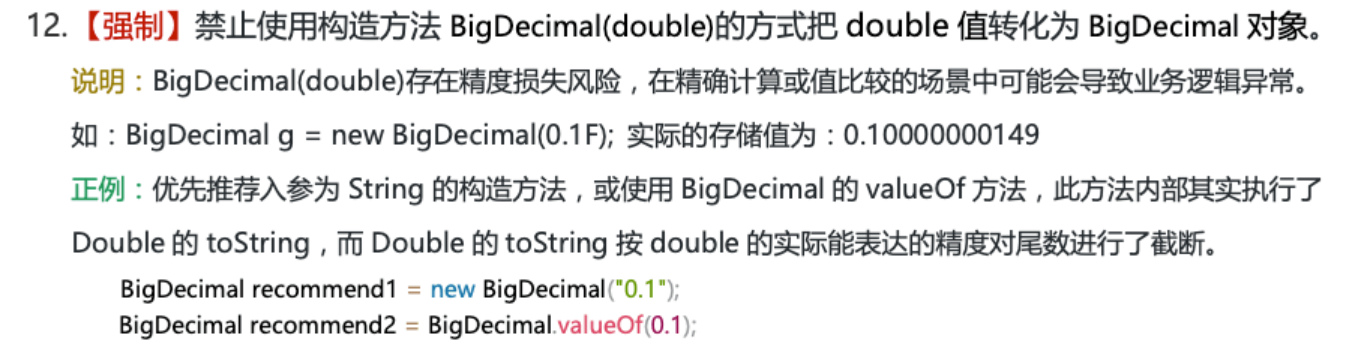 12.【强制】禁止使用构造方法 BigDecimal(double)的方式把 double 值转化为 BigDecimal 对象。
说明：BigDecimal(double)存在精度损失风险，在精确计算或值比较的场景中可能会导致业务逻辑异常。
如：BigDecimal g = new BigDecimal(0.1F); 实际的存储值为：0.10000000149
正例：优先推荐入参为 String 的构造方法，或使用 BigDecimal 的 valueOf 方法，此方法内部其实执行了
Double 的 toString，而 Double 的 toString 按 double 的实际能表达的精度对尾数进行了截断。
BigDecimal recommend1 = new BigDecimal("0.1");
BigDecimal recommend2 = BigDecimal.valueOf(0.1);